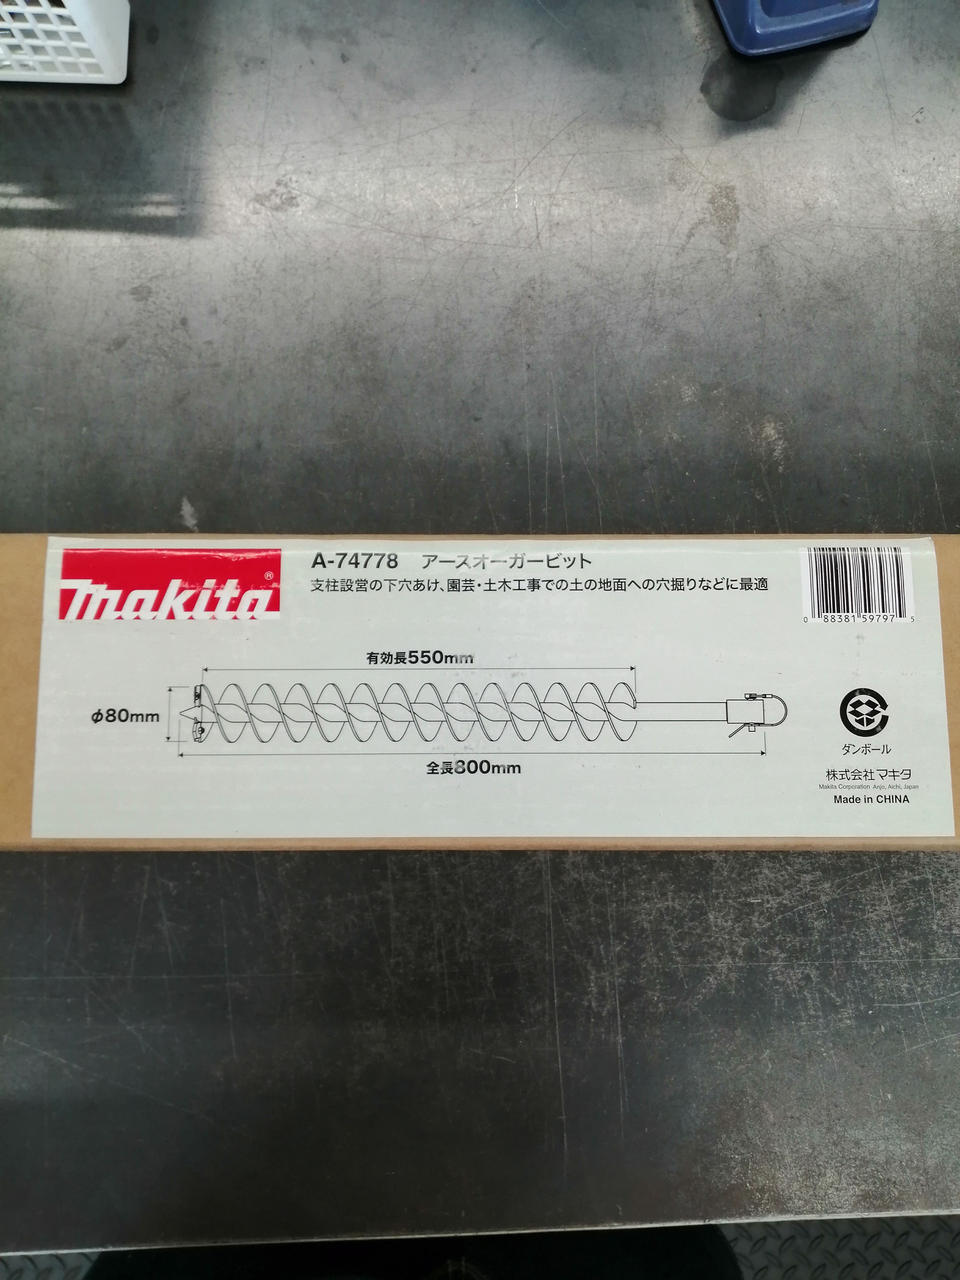 makita®
A-74778 アースオーガービット
支柱設営の下穴あけ、園芸・土木工事での土の地面への穴掘りなどに最適
0 88381 59797 5
有効長550mm
φ80mm
全長800mm
ダンボール
株式会社マキタ
Makita Corporation Anjo, Aichi, Japan
Made in CHINA